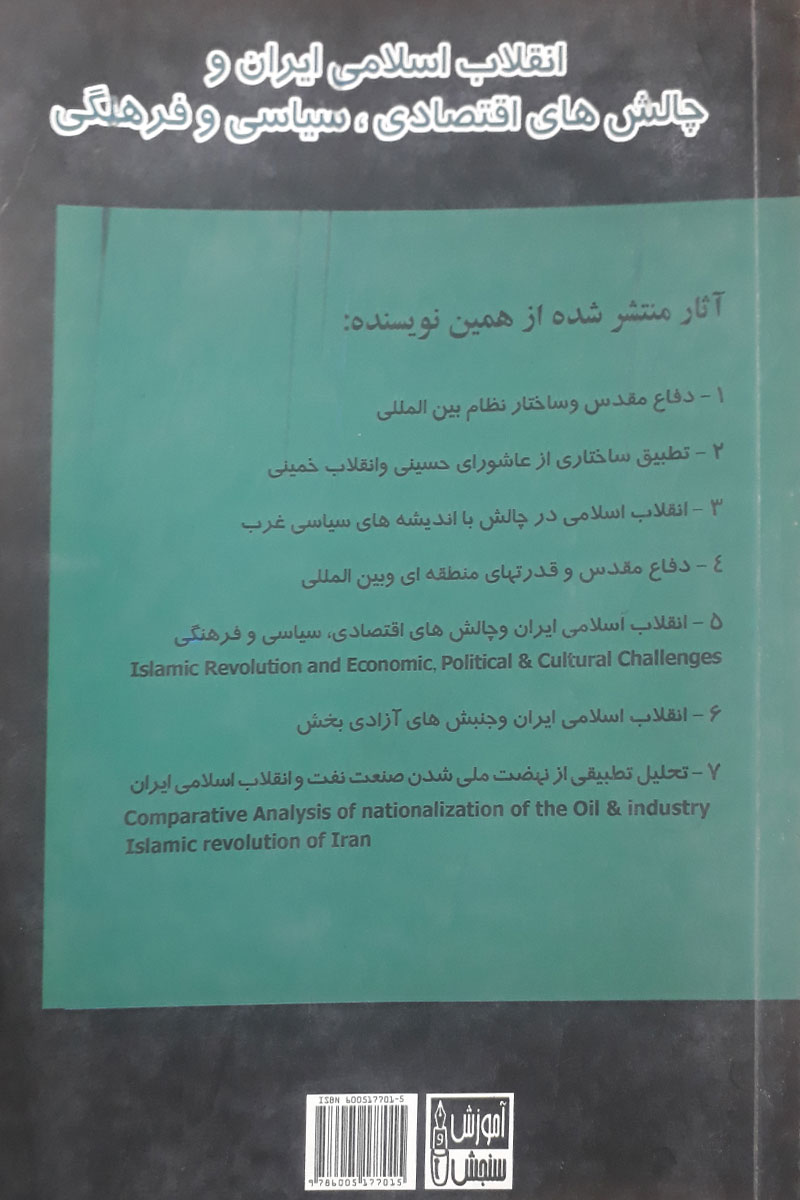 انقلاب اسلامی ایران و
چالش های اقتصادی ، سیاسی و فرهنگی
آثار منتشر شده از همین نویسنده:
۱ - دفاع مقدس وساختار نظام بین المللی
۲ - تطبیق ساختاری از عاشورای حسینی وانقلاب خمینی
۳ - انقلاب اسلامی در چالش با اندیشه های سیاسی غرب
٤ - دفاع مقدس و قدرتهای منطقه ای وبین المللی
۵ - انقلاب آسلامی ایران وچالش های اقتصادی، سیاسی و فرهنگی
Islamic Revolution and Economic, Political & Cultural Challenges
۶ - انقلاب اسلامی ایران وجنبش های آزادی بخش
۷ - تحلیل تطبیقی از نهضت ملی شدن صنعت نفت و انقلاب اسلامی ایران
Comparative Analysis of nationalization of the Oil & industry
Islamic revolution of Iran
ISBN 600517701-5
9 786005 177015
آموزش
و
سنجش